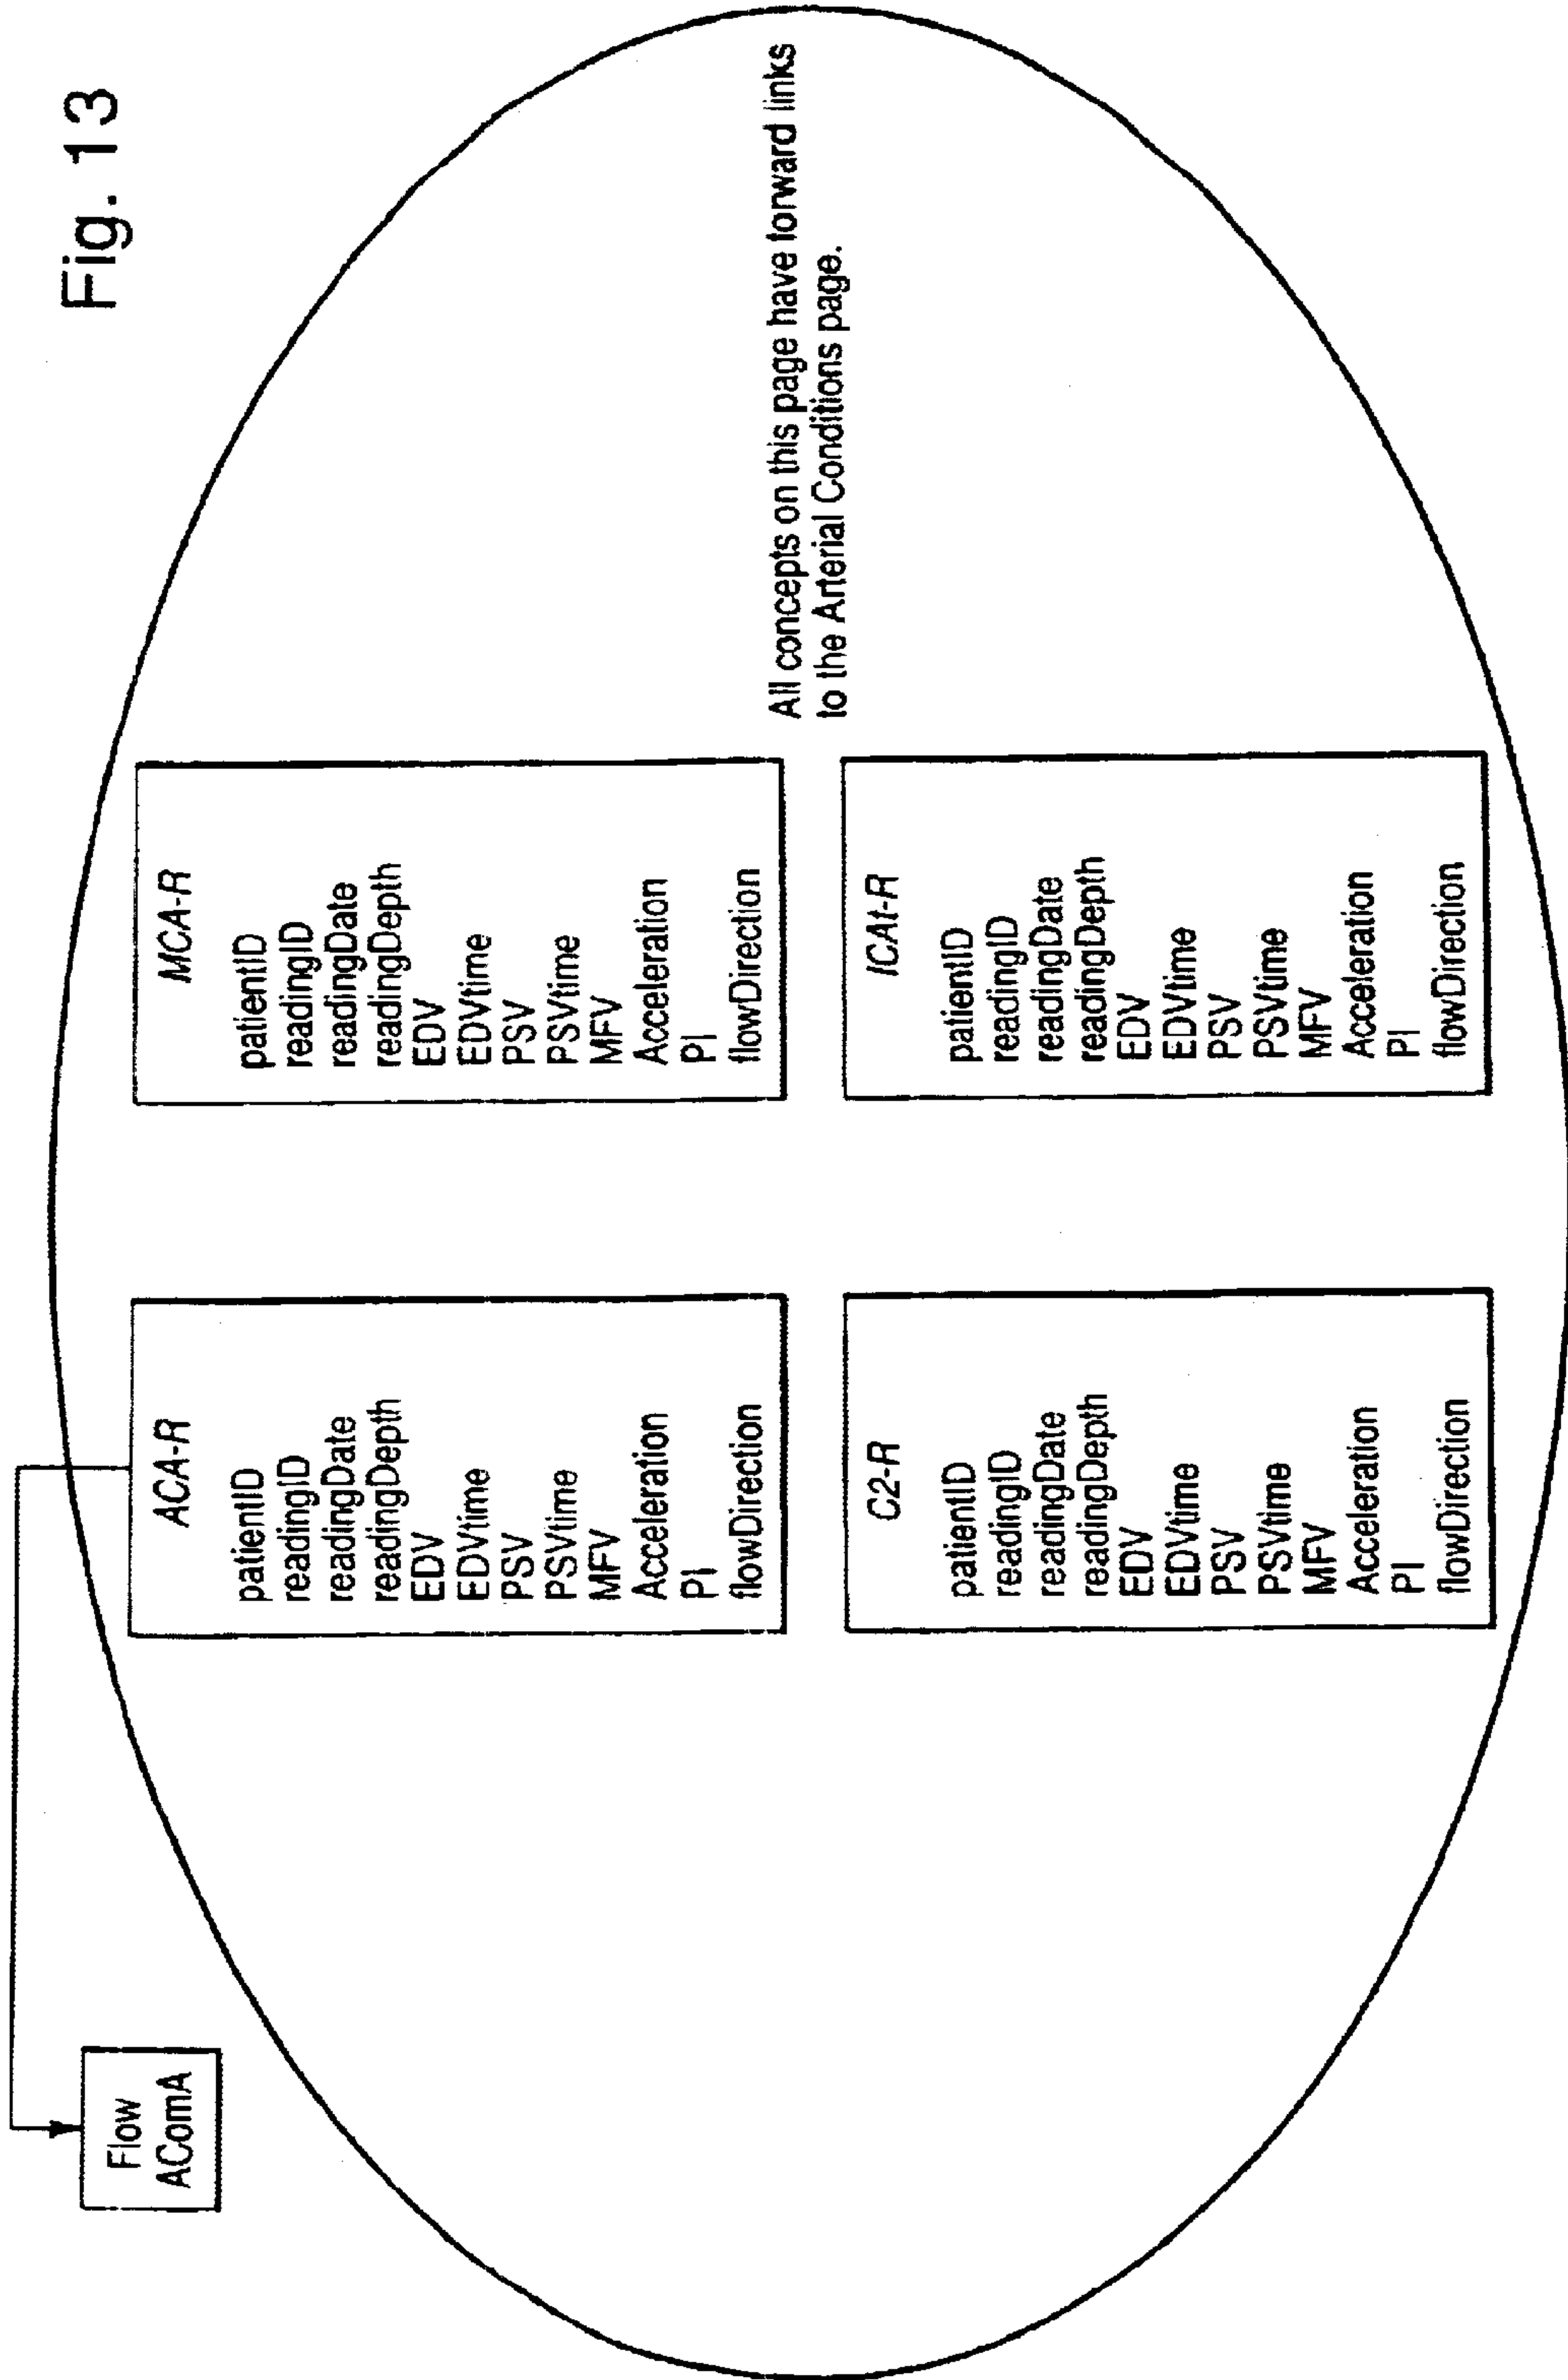 Fig. 13
Flow
AComA
ACA-R
patientID
readingID
readingDate
readingDepth
EDV
EDVtime
PSV
PSVtime
MFV
Acceleration
PI
flowDirection
MCA-R
patientID
readingID
readingDate
readingDepth
EDV
EDVtime
PSV
PSVtime
MFV
Acceleration
PI
flowDirection
C2-R
patientID
readingID
readingDate
readingDepth
EDV
EDVtime
PSV
PSVtime
MFV
Acceleration
PI
flowDirection
ICAt-R
patientID
readingID
readingDate
readingDepth
EDV
EDVtime
PSV
PSVtime
MFV
Acceleration
PI
flowDirection
All concepts on this page have forward links
to the Arterial Conditions page.